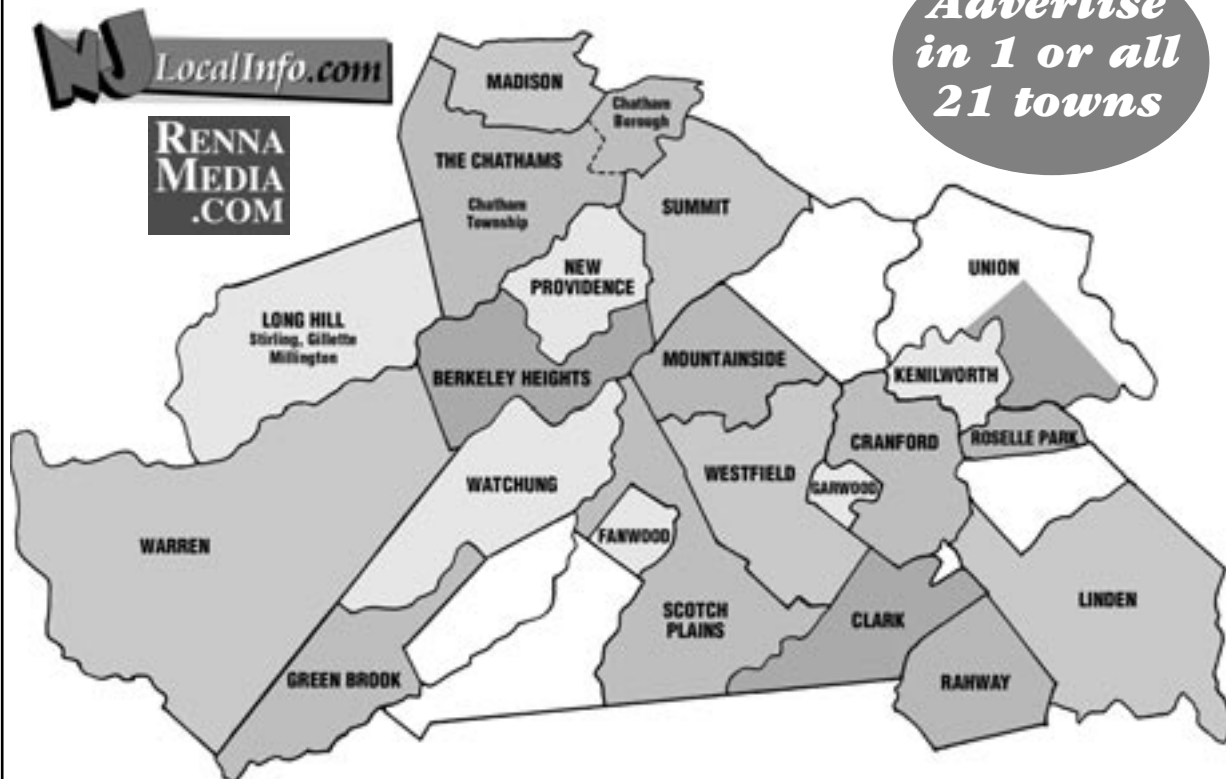 NJ LocalInfo.com
RENNA
MEDIA
.COM
Advertise
in 1 or all
21 towns
MADISON
Chatham
Borough
THE CHATHAMS
Chatham
Township
SUMMIT
NEW
PROVIDENCE
UNION
LONG HILL
Stirling, Gillette
Millington
BERKELEY HEIGHTS
MOUNTAINSIDE
KENILWORTH
CRANFORD
ROSELLE PARK
WATCHUNG
WESTFIELD
GARWOOD
FANWOOD
WARREN
SCOTCH
PLAINS
CLARK
LINDEN
GREEN BROOK
RAHWAY